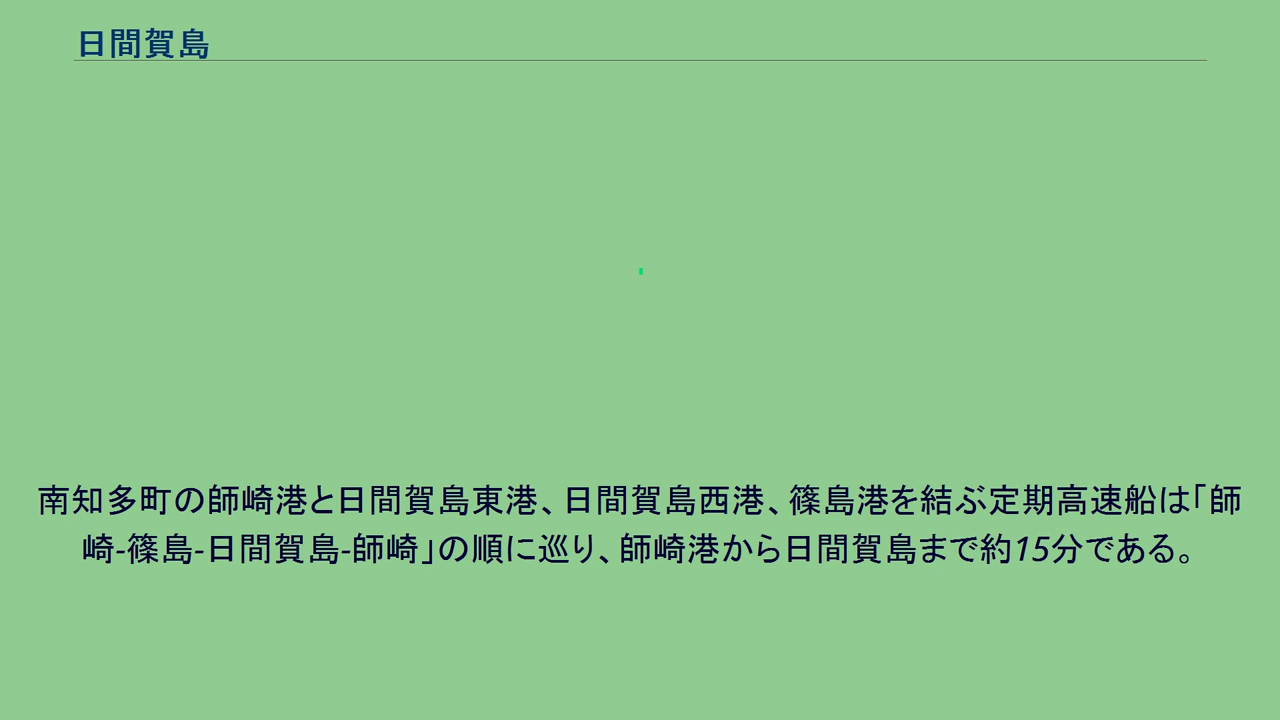 日間賀島
南知多町の師崎港と日間賀島東港、日間賀島西港、篠島港を結ぶ定期高速船は「師
崎-篠島-日間賀島-師崎」の順に巡り、師崎港から日間賀島まで約15分である。